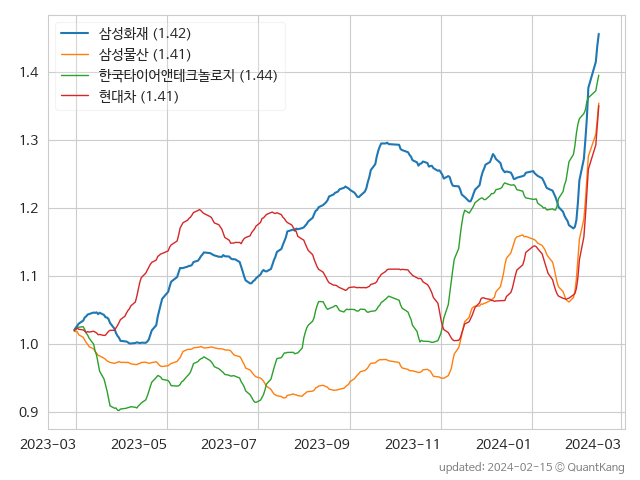 삼성화재 (1.42)
삼성물산 (1.41)
한국타이어앤테크놀로지 (1.44)
현대차 (1.41)
1.4
1.3
1.2
1.1
1.0
0.9
2023-03 2023-05 2023-07 2023-09 2023-11 2024-01 2024-03
updated: 2024-02-15 © QuantKang